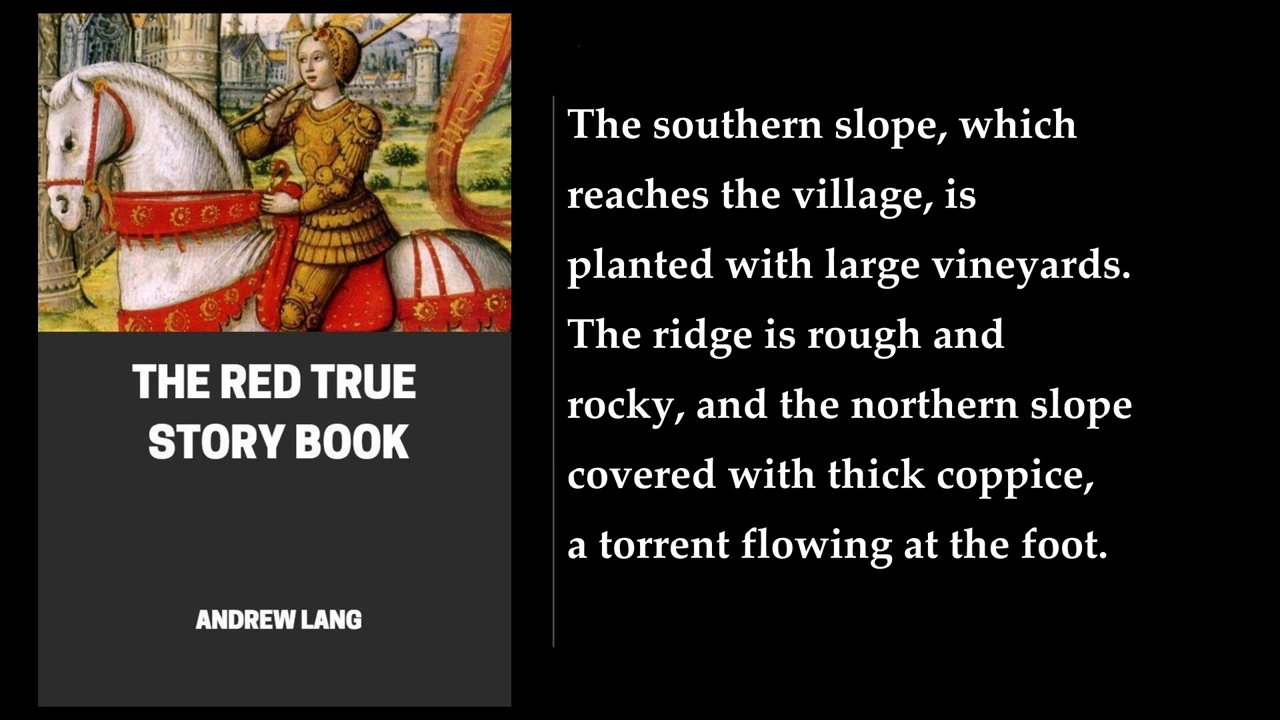 THE RED TRUE
STORY BOOK
ANDREW LANG
The southern slope, which
reaches the village, is
planted with large vineyards.
The ridge is rough and
rocky, and the northern slope
covered with thick coppice,
a torrent flowing at the foot.